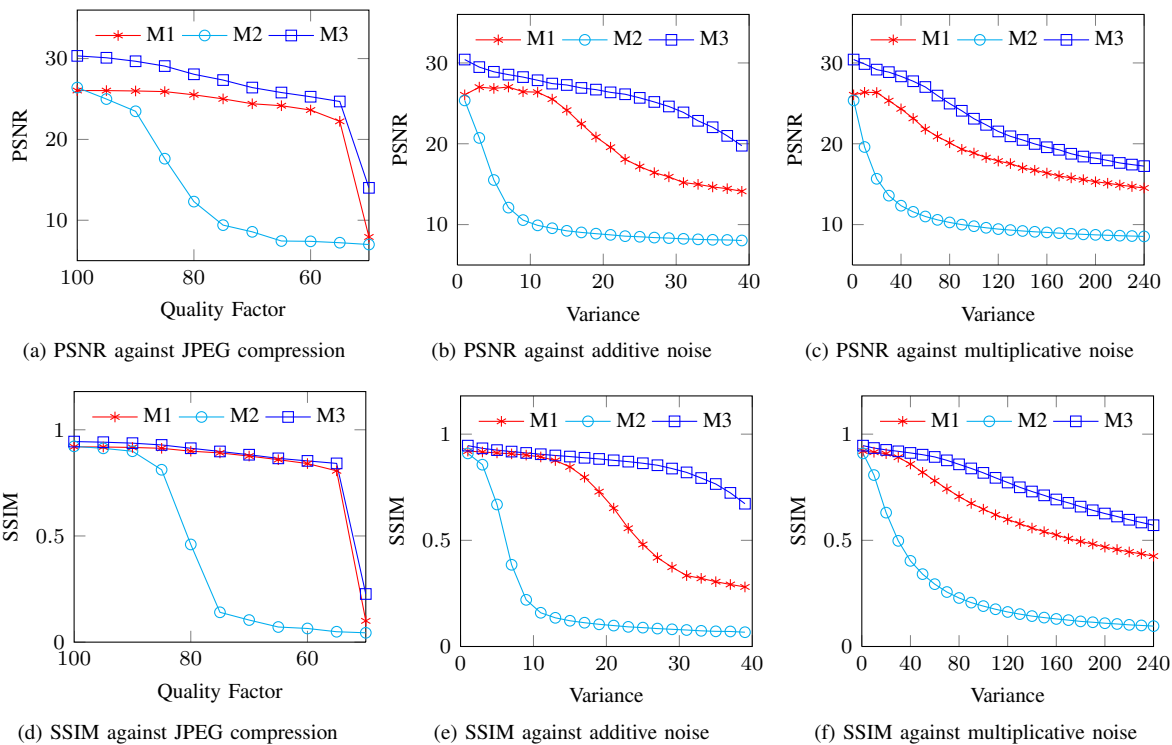 M1 M2 M3
30
20
10
100 80 60
PSNR
Quality Factor
(a) PSNR against JPEG compression
M1 M2 M3
30
20
10
0 10 20 30 40
PSNR
Variance
(b) PSNR against additive noise
M1 M2 M3
30
20
10
0 40 80 120 160 200 240
PSNR
Variance
(c) PSNR against multiplicative noise
M1 M2 M3
1
0.5
0
100 80 60
SSIM
Quality Factor
(d) SSIM against JPEG compression
M1 M2 M3
1
0.5
0
0 10 20 30 40
SSIM
Variance
(e) SSIM against additive noise
M1 M2 M3
1
0.5
0
0 40 80 120 160 200 240
SSIM
Variance
(f) SSIM against multiplicative noise